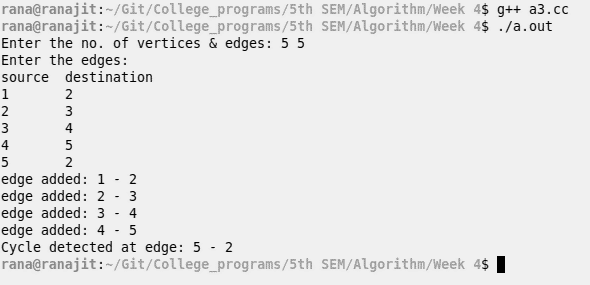 rana@ranajit:~/Git/College_programs/5th SEM/Algorithm/Week 4$ g++ a3.cc
rana@ranajit:~/Git/College_programs/5th SEM/Algorithm/Week 4$ ./a.out
Enter the no. of vertices & edges: 5 5
Enter the edges:
source  destination
1       2
2       3
3       4
4       5
5       2
edge added: 1 - 2
edge added: 2 - 3
edge added: 3 - 4
edge added: 4 - 5
Cycle detected at edge: 5 - 2
rana@ranajit:~/Git/College_programs/5th SEM/Algorithm/Week 4$